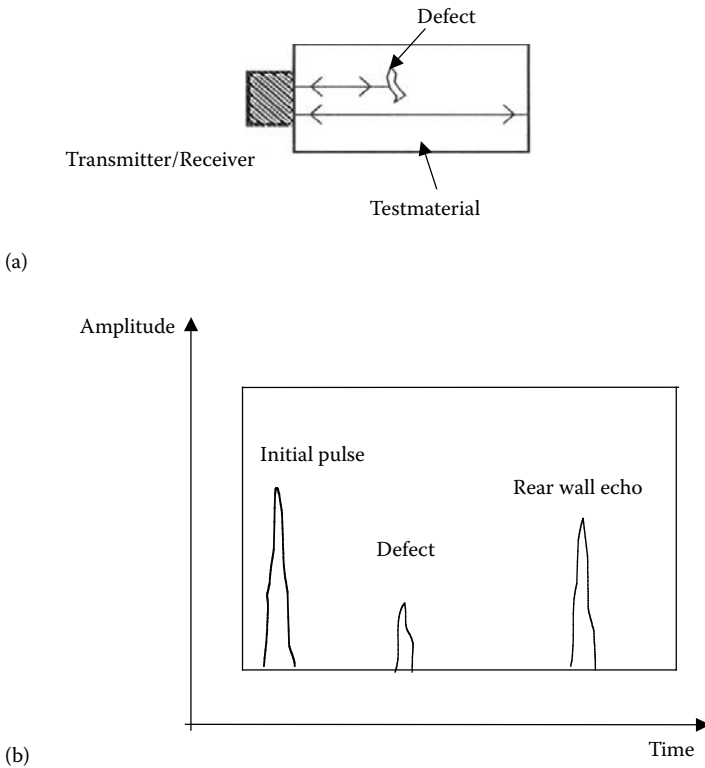 Defect
Transmitter/Receiver
Testmaterial
(a)
Amplitude
Initial pulse
Rear wall echo
Defect
(b)
Time